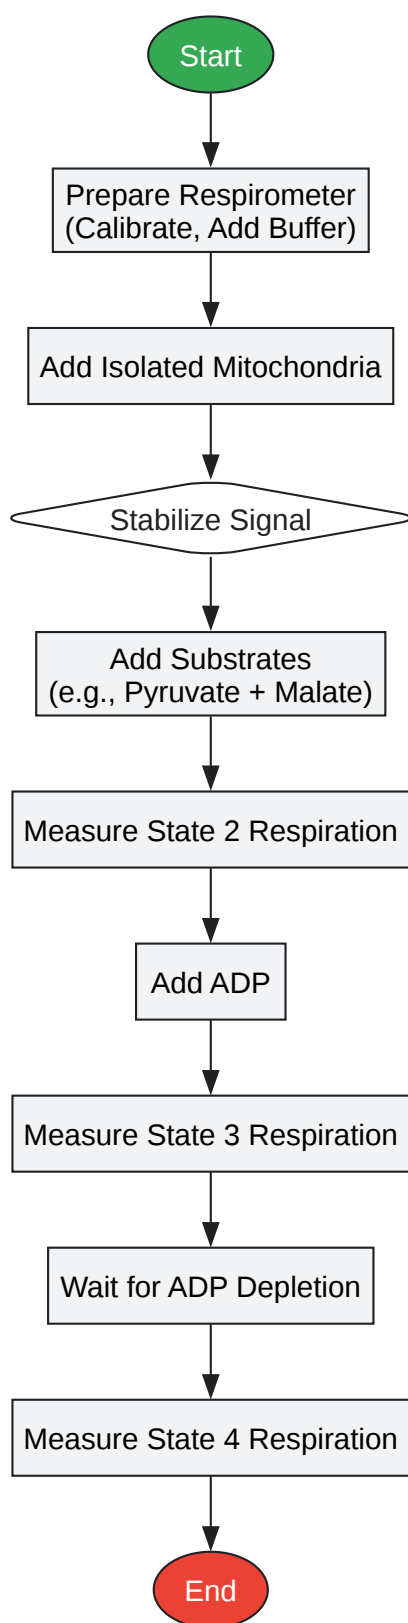 Start
Prepare Respirometer
(Calibrate, Add Buffer)
Add Isolated Mitochondria
Stabilize Signal
Add Substrates
(e.g., Pyruvate + Malate)
Measure State 2 Respiration
Add ADP
Measure State 3 Respiration
Wait for ADP Depletion
Measure State 4 Respiration
End